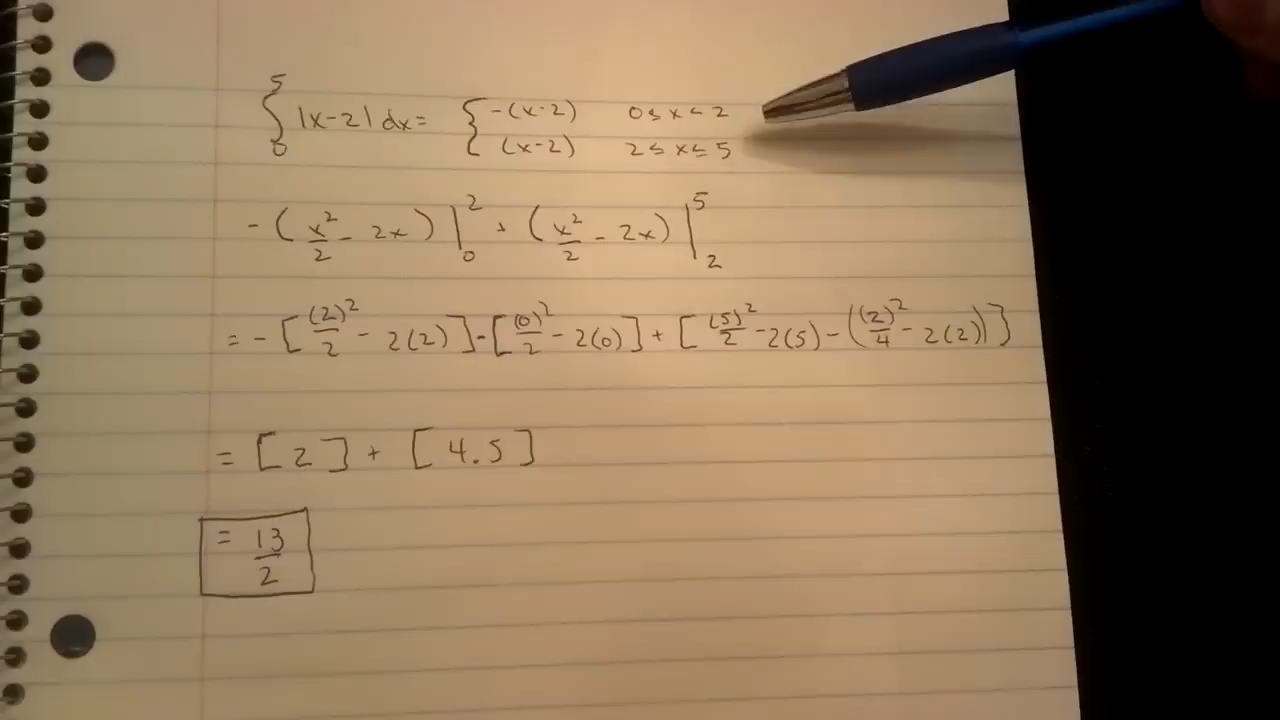 ∫₀⁵ |x-2| dx = { -(x-2) 0 ≤ x < 2
(x-2) 2 ≤ x ≤ 5
-(x²/2 - 2x)|₀² + (x²/2 - 2x)|₂⁵
= -[(2)²/2 - 2(2)] - [(0)²/2 - 2(0)] + [(5)²/2 - 2(5) - ((2)²/4 - 2(2))]
= [2] + [4.5]
= 13/2